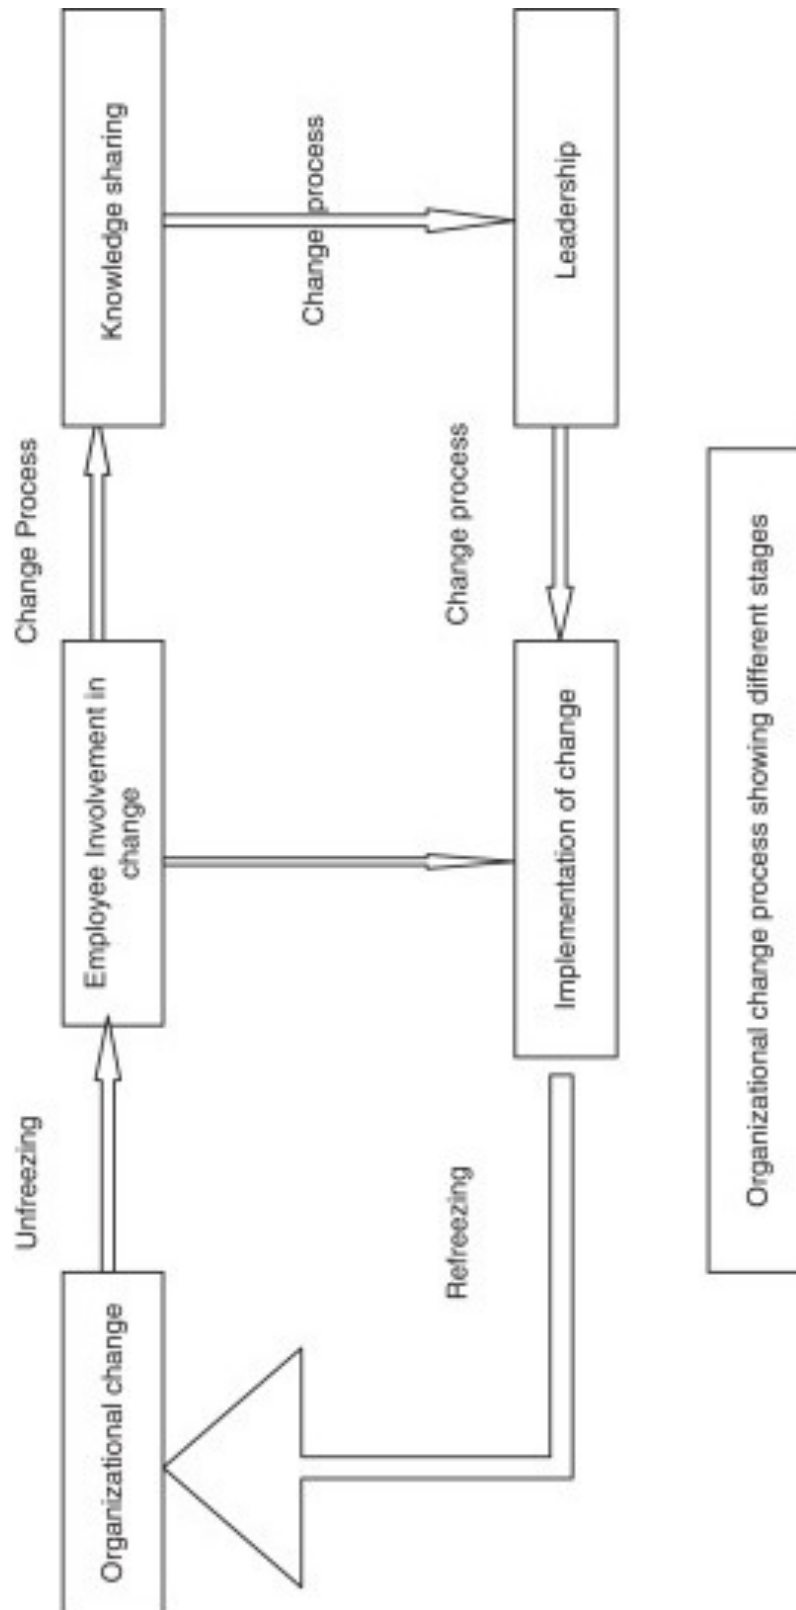 Unfreezing
Change Process
Organizational change
Employee Involvement in
change
Knowledge sharing
Change process
Refreezing
Change process
Implementation of change
Leadership
Organizational change process showing different stages